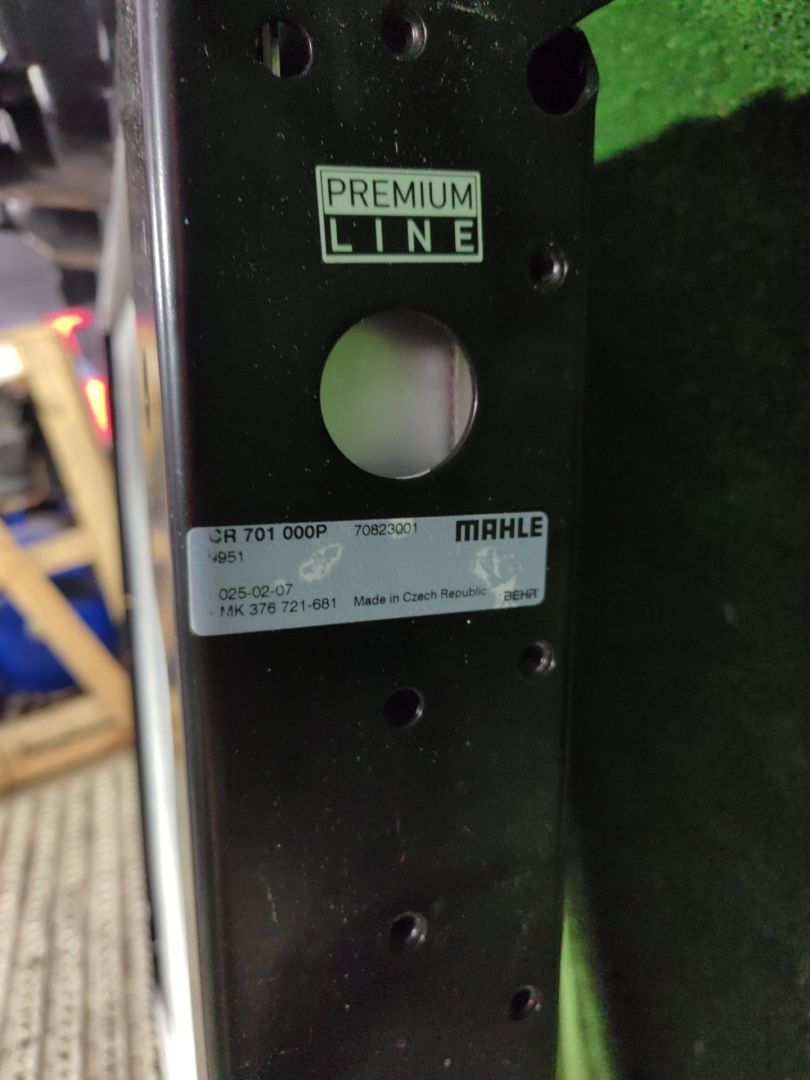 PREMIUM
LINE
CR 701 000P 70823001 MAHLE
9951
025-02-07
MK 376 721-681 Made in Czech Republic BEHR